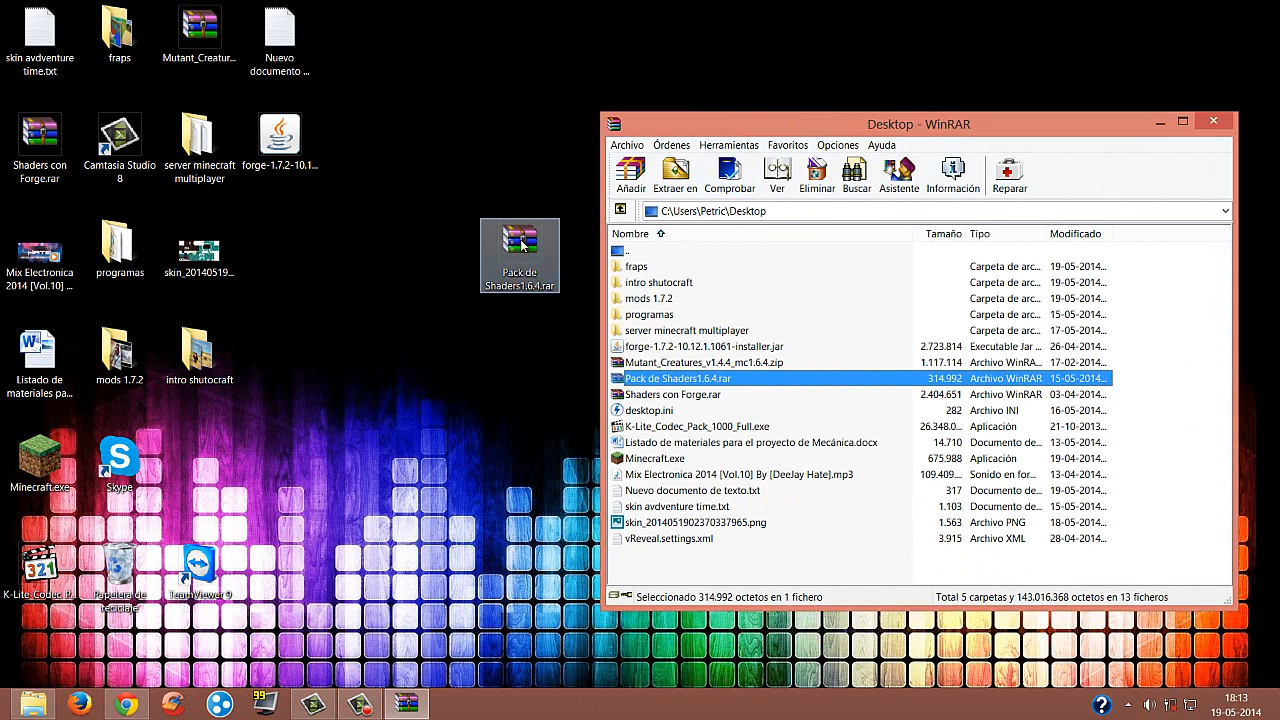 skin avdventure
time.txt
fraps
Mutant_Creatur...
Nuevo
documento ...
Shaders con
Forge.rar
Camtasia Studio
8
server minecraft
multiplayer
forge-1.7.2-10.1...
Mix Electronica
2014 [Vol.10] ...
programas
skin_20140519...
Pack de
Shaders1.6.4.rar
Listado de
materiales pa...
mods 1.7.2
intro shutocraft
Minecraft.exe
Skype
K-Lite_Codec_P...
Papelera de
reciclaje
TeamViewer 9
Desktop - WinRAR
Archivo Órdenes Herramientas Favoritos Opciones Ayuda
Añadir Extraer en Comprobar Ver Eliminar Buscar Asistente Información Reparar
C:\Users\Petric\Desktop
Nombre Tamaño Tipo Modificado
..
fraps Carpeta de arc... 19-05-2014...
intro shutocraft Carpeta de arc... 19-05-2014...
mods 1.7.2 Carpeta de arc... 19-05-2014...
programas Carpeta de arc... 15-05-2014...
server minecraft multiplayer Carpeta de arc... 17-05-2014...
forge-1.7.2-10.12.1.1061-installer.jar 2.723.814 Executable Jar ... 26-04-2014...
Mutant_Creatures_v1.4.4_mc1.6.4.zip 1.117.114 Archivo WinRA... 17-02-2014...
Pack de Shaders1.6.4.rar 314.992 Archivo WinRAR 15-05-2014...
Shaders con Forge.rar 2.404.651 Archivo WinRAR 03-04-2014...
desktop.ini 282 Archivo INI 16-05-2014...
K-Lite_Codec_Pack_1000_Full.exe 26.348.0... Aplicación 21-10-2013...
Listado de materiales para el proyecto de Mecánica.docx 14.710 Documento de... 13-05-2014...
Minecraft.exe 675.988 Aplicación 19-04-2014...
Mix Electronica 2014 [Vol.10] By [DeeJay Hate].mp3 109.409.... Sonido en for... 19-04-2014...
Nuevo documento de texto.txt 317 Documento de... 19-05-2014...
skin avdventure time.txt 1.103 Documento de... 19-05-2014...
skin_2014051902370337965.png 1.563 Archivo PNG 18-05-2014...
vReveal.settings.xml 3.915 Archivo XML 28-04-2014...
Seleccionado 314.992 octetos en 1 fichero Total 5 carpetas y 143.016.368 octetos en 13 ficheros
99
18:13
19-05-2014